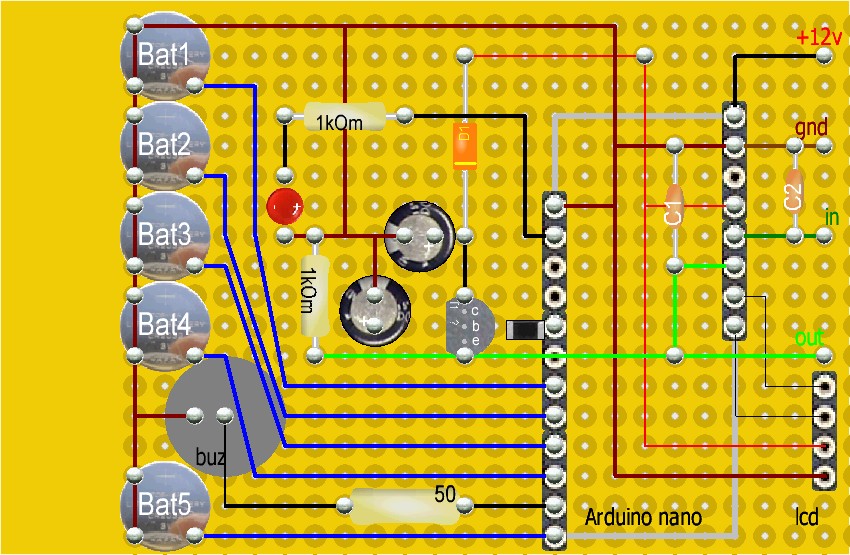 +12v
Bat1
1kOm
D1
gnd
Bat2
C1
C2
Bat3
in
1kOm
c
b
e
Bat4
out
buz
50
Bat5
Arduino nano
lcd